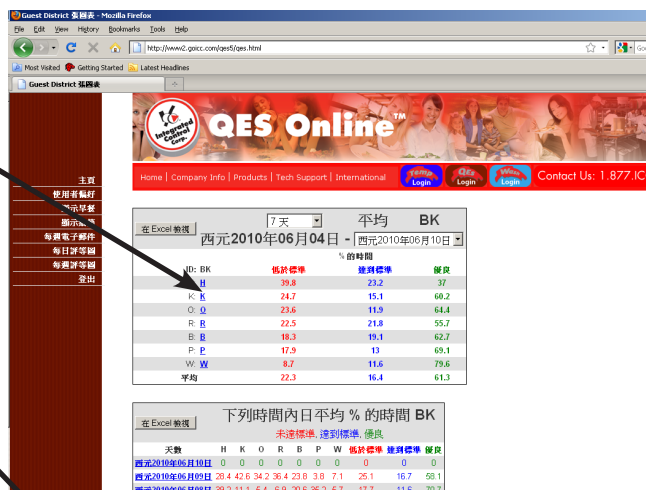 Guest District 張圖表 - Mozilla Firefox
File Edit View History Bookmarks Tools Help
http://www2.goicc.com/qes5/qes.html
Most Visited Getting Started Latest Headlines
Guest District 張圖表
Integrated Control Corp.
QES Online™
Home | Company Info | Products | Tech Support | International
Temp Login
QES Login
Wash Login
Contact Us: 1.877.IC
主頁
使用者偏好
顯示早餐
每週電子郵件
每日評等圖
每週評等圖
登出
在 Excel 檢視
7 天
平均 BK
西元2010年06月04日 - 西元2010年06月10日
% 的時間
ID: BK 低於標準 達到標準 優良
H 39.8 23.2 37
K: K 24.7 15.1 60.2
O: O 23.6 11.9 64.4
R: R 22.5 21.8 55.7
B: B 18.3 19.1 62.7
P: P 17.9 13 69.1
W: W 8.7 11.6 79.6
平均 22.3 16.4 61.3
在 Excel 檢視
下列時間內日平均 % 的時間 BK
未達標準, 達到標準, 優良
天數 H K O R B P W 低於標準 達到標準 優良
西元2010年06月10日 0 0 0 0 0 0 0 0 0 0
西元2010年06月09日 28.4 42.6 34.2 36.4 23.8 3.8 7.1 25.1 16.7 58.1